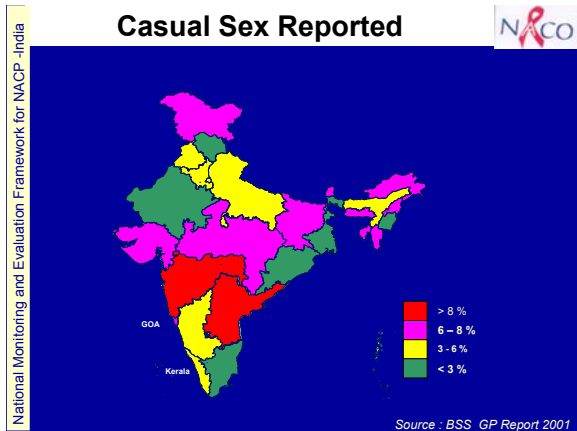 Casual Sex Reported
NACO
National Monitoring and Evaluation Framework for NACP -India
GOA
Kerala
> 8 %
6 – 8 %
3 - 6 %
< 3 %
Source : BSS GP Report 2001